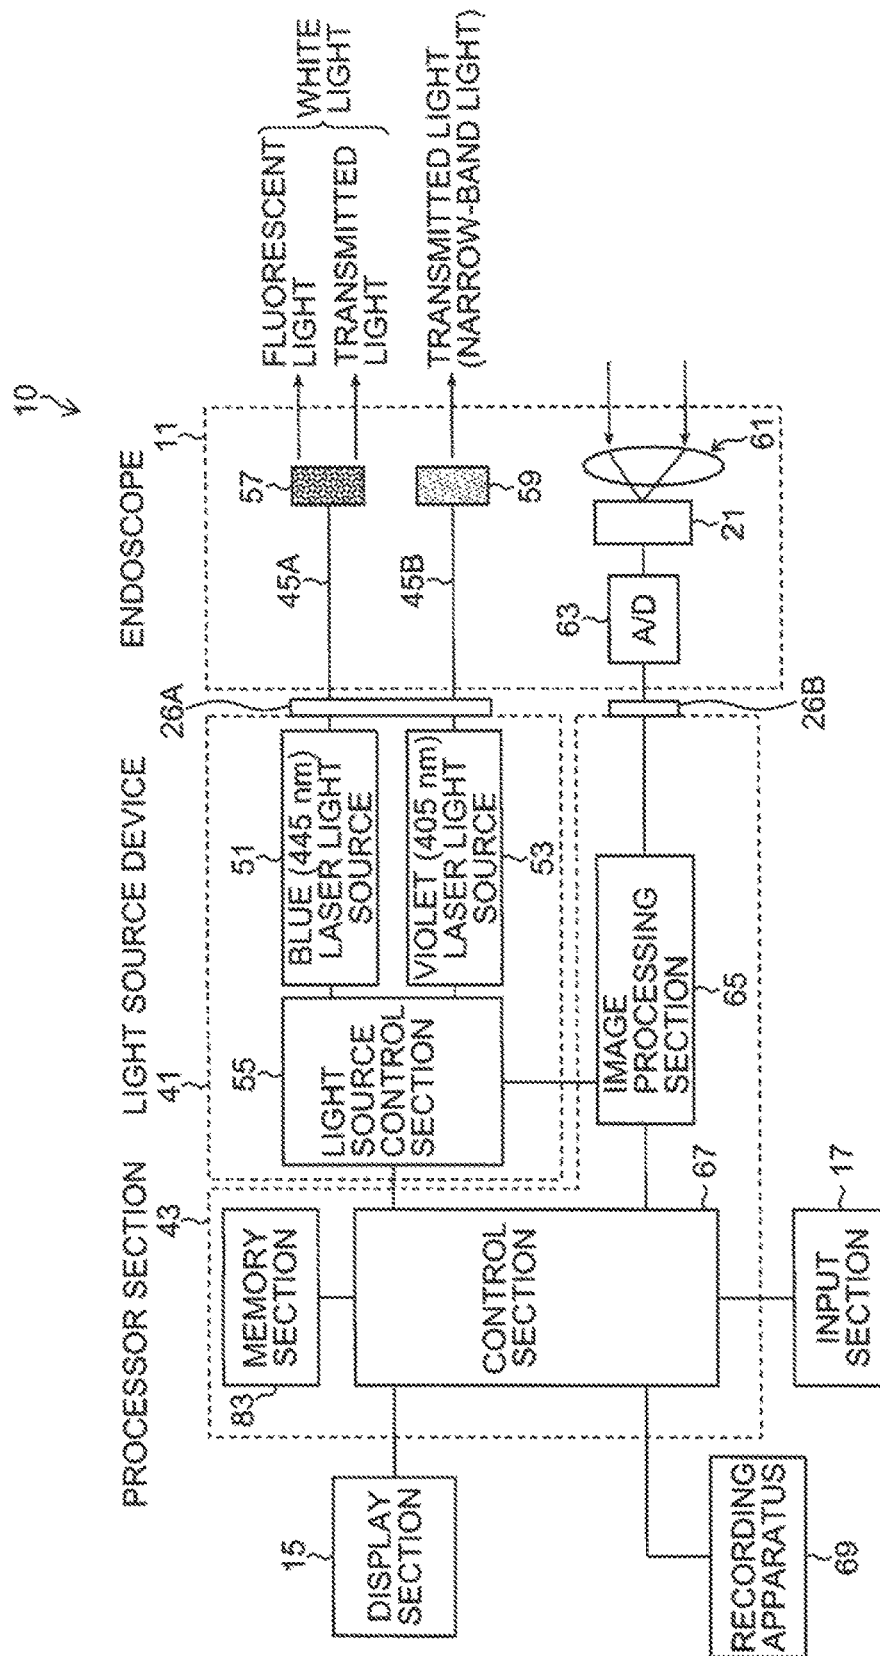 10
PROCESSOR SECTION
LIGHT SOURCE DEVICE
ENDOSCOPE
43
41
11
83
MEMORY
SECTION
55
LIGHT
SOURCE
CONTROL
SECTION
51
BLUE (445 nm)
LASER LIGHT
SOURCE
26A
45A
57
FLUORESCENT
LIGHT
TRANSMITTED
LIGHT
WHITE
LIGHT
15
DISPLAY
SECTION
CONTROL
SECTION
67
VIOLET (405 nm)
LASER LIGHT
SOURCE
53
45B
59
TRANSMITTED LIGHT
(NARROW-BAND LIGHT)
IMAGE
PROCESSING
SECTION
65
26B
63
A/D
21
61
RECORDING
APPARATUS
69
INPUT
SECTION
17